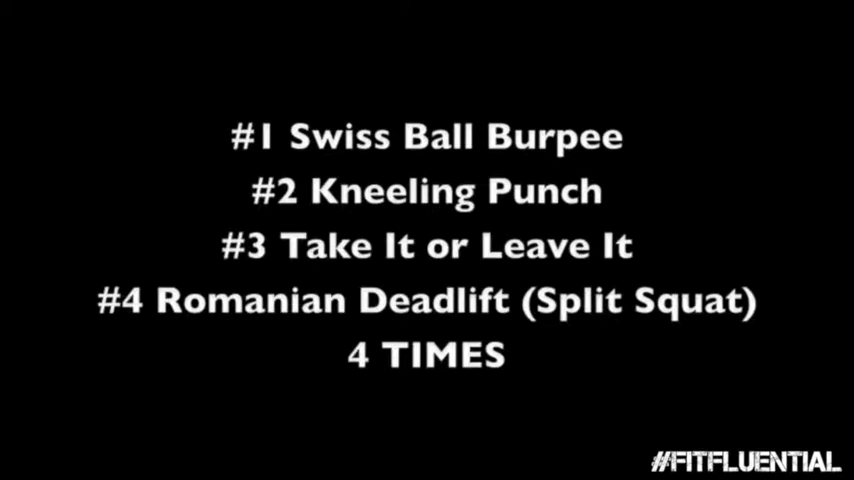 #1 Swiss Ball Burpee
#2 Kneeling Punch
#3 Take It or Leave It
#4 Romanian Deadlift (Split Squat)
4 TIMES
#FITFLUENTIAL